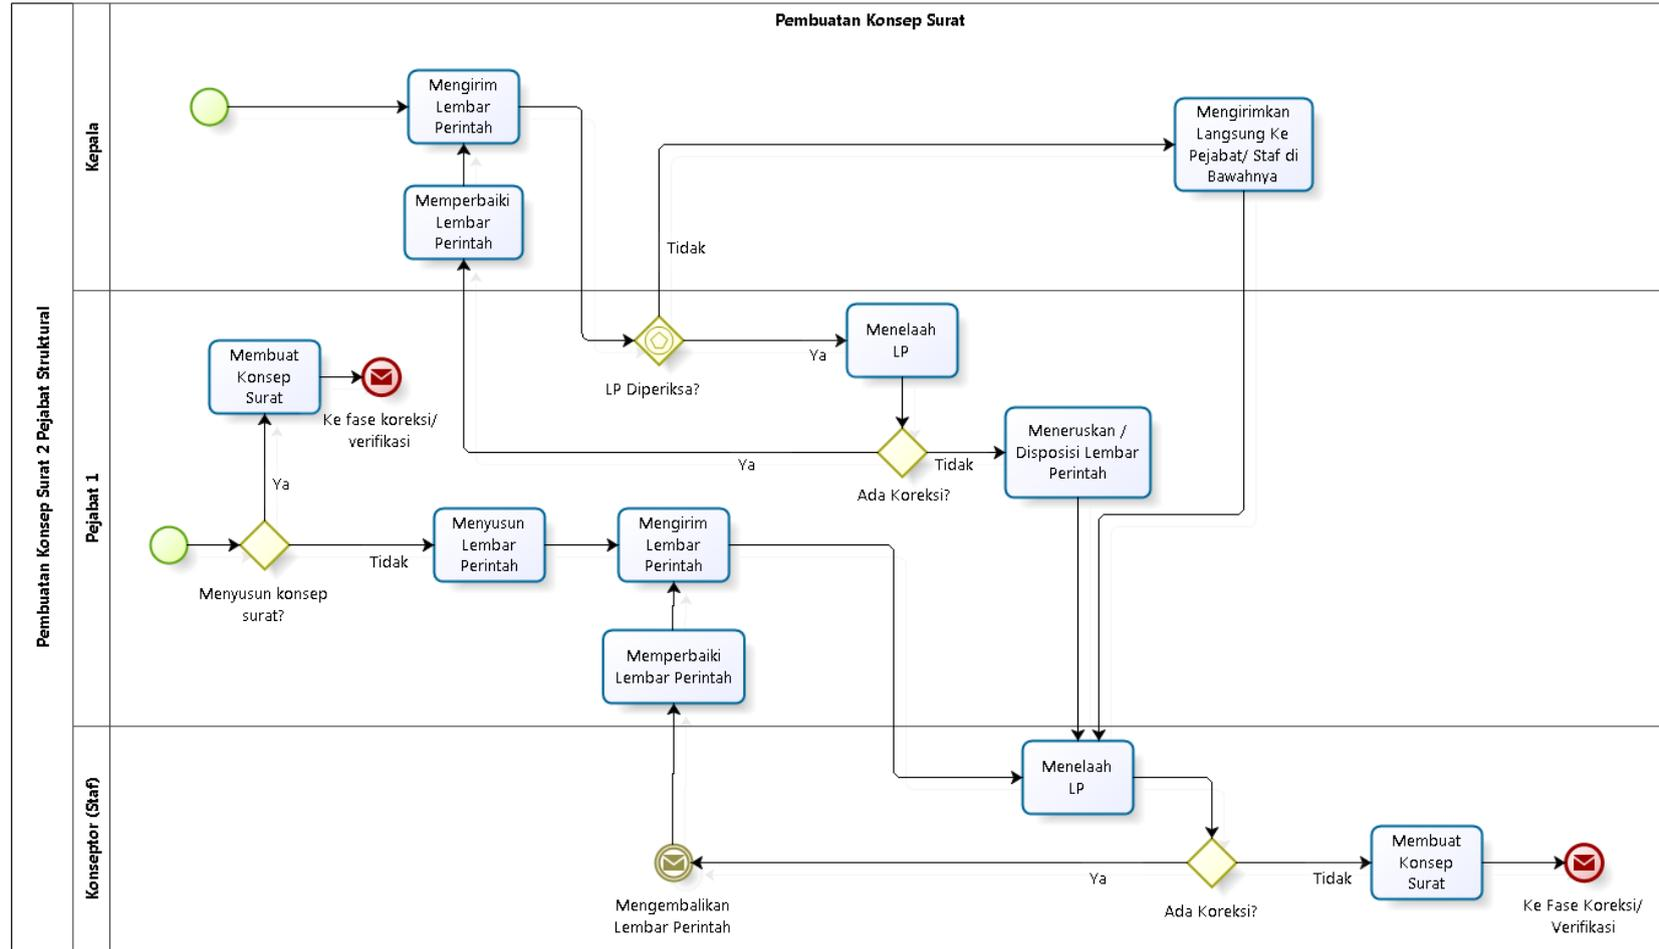 Pembuatan Konsep Surat
Pembuatan Konsep Surat 2 Pejabat Struktural
Kepala
Mengirim
Lembar
Perintah
Mengirimkan
Langsung Ke
Pejabat/ Staf di
Bawahnya
Memperbaiki
Lembar
Perintah
Tidak
Pejabat 1
Membuat
Konsep
Surat
Ke fase koreksi/
verifikasi
LP Diperiksa?
Ya
Menelaah
LP
Ya
Ada Koreksi?
Tidak
Meneruskan /
Disposisi Lembar
Perintah
Ya
Menyusun konsep
surat?
Tidak
Menyusun
Lembar
Perintah
Mengirim
Lembar
Perintah
Memperbaiki
Lembar Perintah
Konseptor (Staf)
Menelaah
LP
Mengembalikan
Lembar Perintah
Ya
Ada Koreksi?
Tidak
Membuat
Konsep
Surat
Ke Fase Koreksi/
Verifikasi